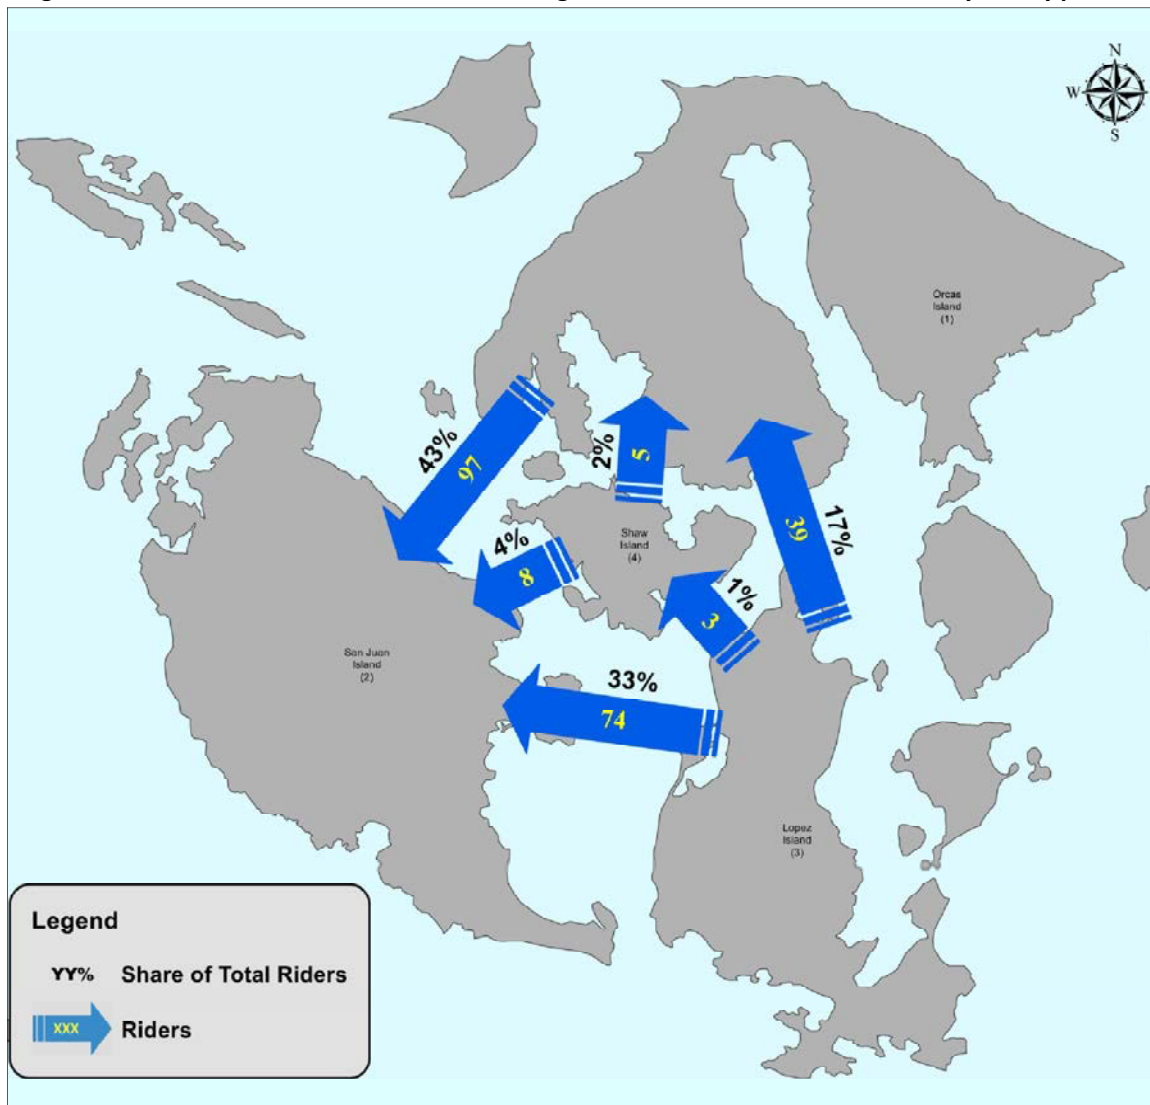 N
W
S
Orcas
Island
(1)
43%
97
2%
5
39
17%
Shaw
Island
(4)
4%
8
1%
3
San Juan
Island
(2)
33%
74
Lopez
Island
(3)
Legend
YY% Share of Total Riders
XXX Riders